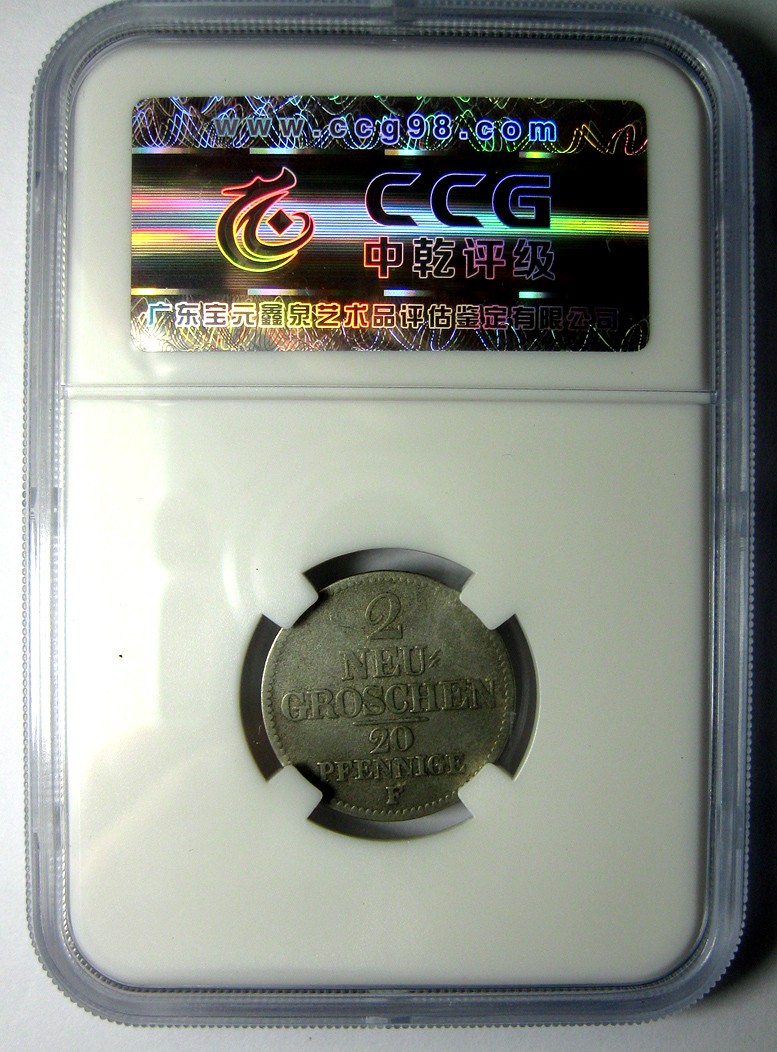 www.ccg98.com
CCG
中乾评级
广东宝元鑫泉艺术品评估鉴定有限公司
2
NEU-
GROSCHEN
20
PFENNIGE
F